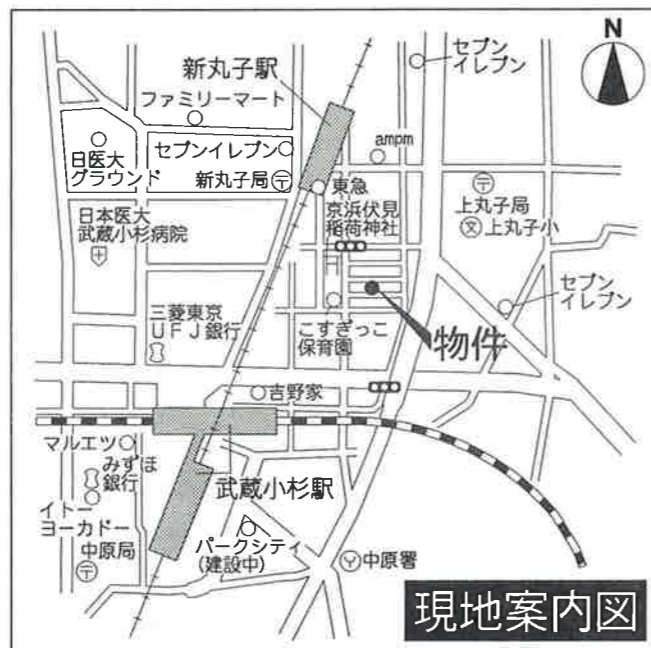 N
セブン
イレブン
新丸子駅
ファミリーマート
ampm
日医大
グラウンド
セブンイレブン
新丸子局
東急
上丸子局
上丸子小
京浜伏見
稲荷神社
日本医大
武蔵小杉病院
セブン
イレブン
三菱東京
UFJ銀行
こすぎっこ
保育園
物件
吉野家
マルエツ
みずほ
銀行
武蔵小杉駅
イトー
ヨーカドー
中原局
パークシティ
(建設中)
中原署
現地案内図